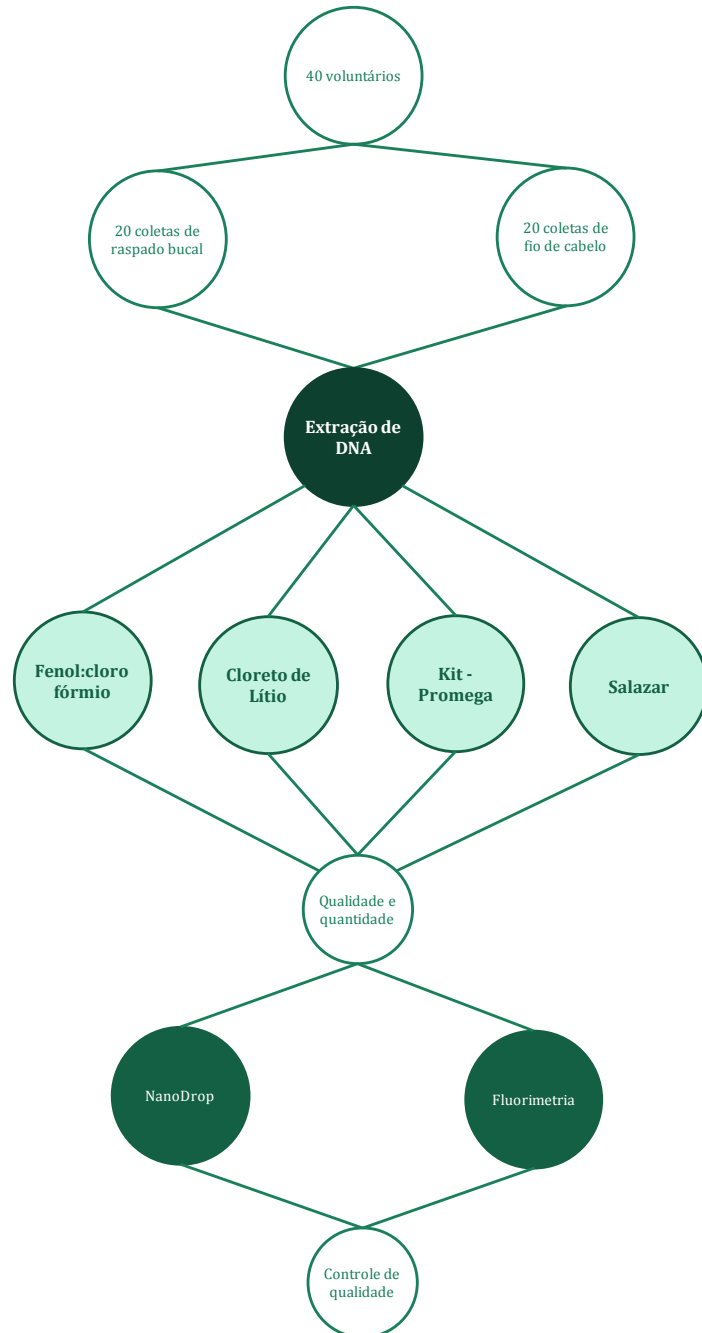 40 voluntários
20 coletas de
raspado bucal
20 coletas de
fio de cabelo
Extração de
DNA
Fenol:cloro
fórmio
Cloreto de
Lítio
Kit -
Promega
Salazar
Qualidade e
quantidade
NanoDrop
Fluorimetria
Controle de
qualidade